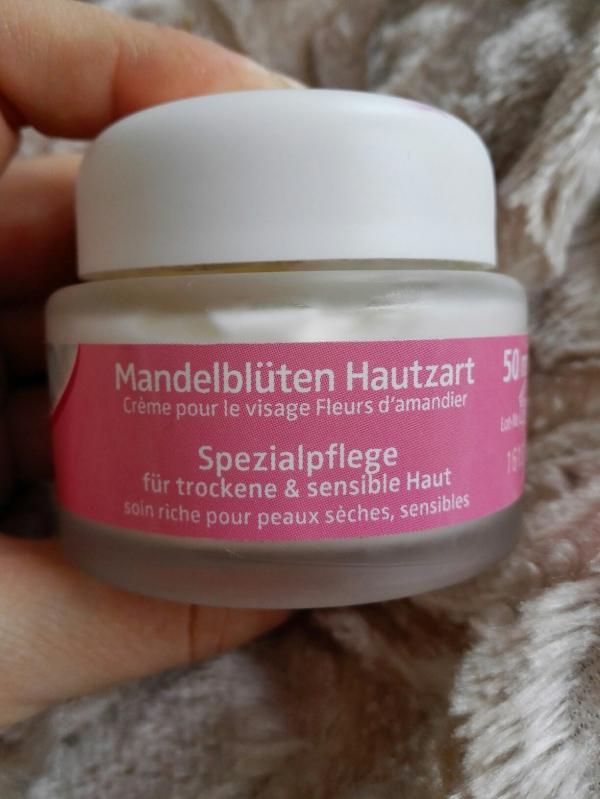 Mandelblüten Hautzart
Crème pour le visage Fleurs d'amandier
Spezialpflege
für trockene & sensible Haut
soin riche pour peaux sèches, sensibles
50